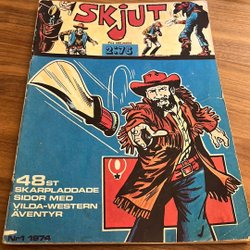 SKJUT
2:75
48 ST
SKARPLADDADE
SIDOR MED
VILDA-WESTERN
ÄVENTYR
Nr 1 1974